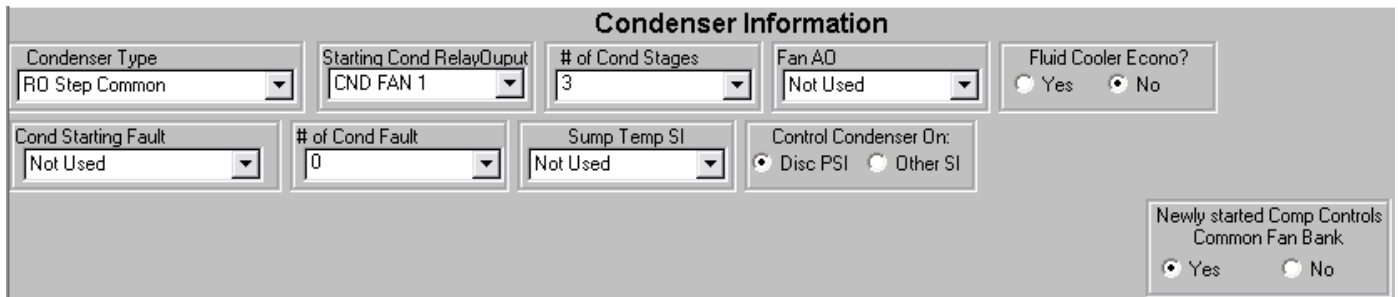 Condenser Information
Condenser Type
RO Step Common
Starting Cond RelayOuput
CND FAN 1
# of Cond Stages
3
Fan AO
Not Used
Fluid Cooler Econo?
Yes No
Cond Starting Fault
Not Used
# of Cond Fault
0
Sump Temp SI
Not Used
Control Condenser On:
Disc PSI Other SI
Newly started Comp Controls
Common Fan Bank
Yes No